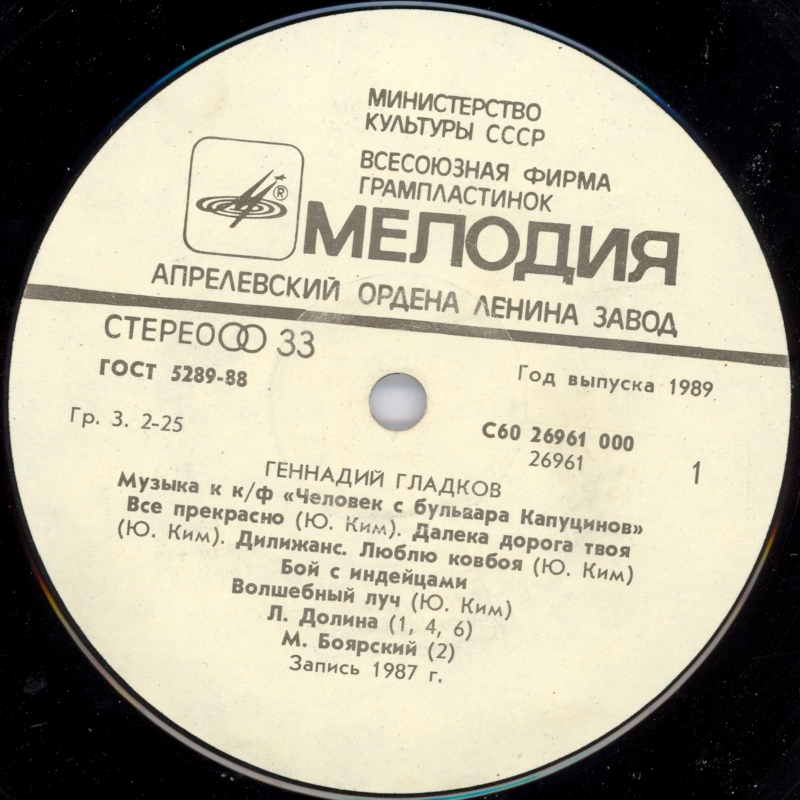 МИНИСТЕРСТВО
КУЛЬТУРЫ СССР
ВСЕСОЮЗНАЯ ФИРМА
ГРАМПЛАСТИНОК
®
МЕЛОДИЯ
АПРЕЛЕВСКИЙ ОРДЕНА ЛЕНИНА ЗАВОД
СТЕРЕО 33
ГОСТ 5289-88
Год выпуска 1989
Гр. 3. 2-25
С60 26961 000
26961
1
ГЕННАДИЙ ГЛАДКОВ
Музыка к к/ф «Человек с бульвара Капуцинов»
Все прекрасно (Ю. Ким). Далека дорога твоя
(Ю. Ким). Дилижанс. Люблю ковбоя (Ю. Ким)
Бой с индейцами
Волшебный луч (Ю. Ким)
Л. Долина (1, 4, 6)
М. Боярский (2)
Запись 1987 г.